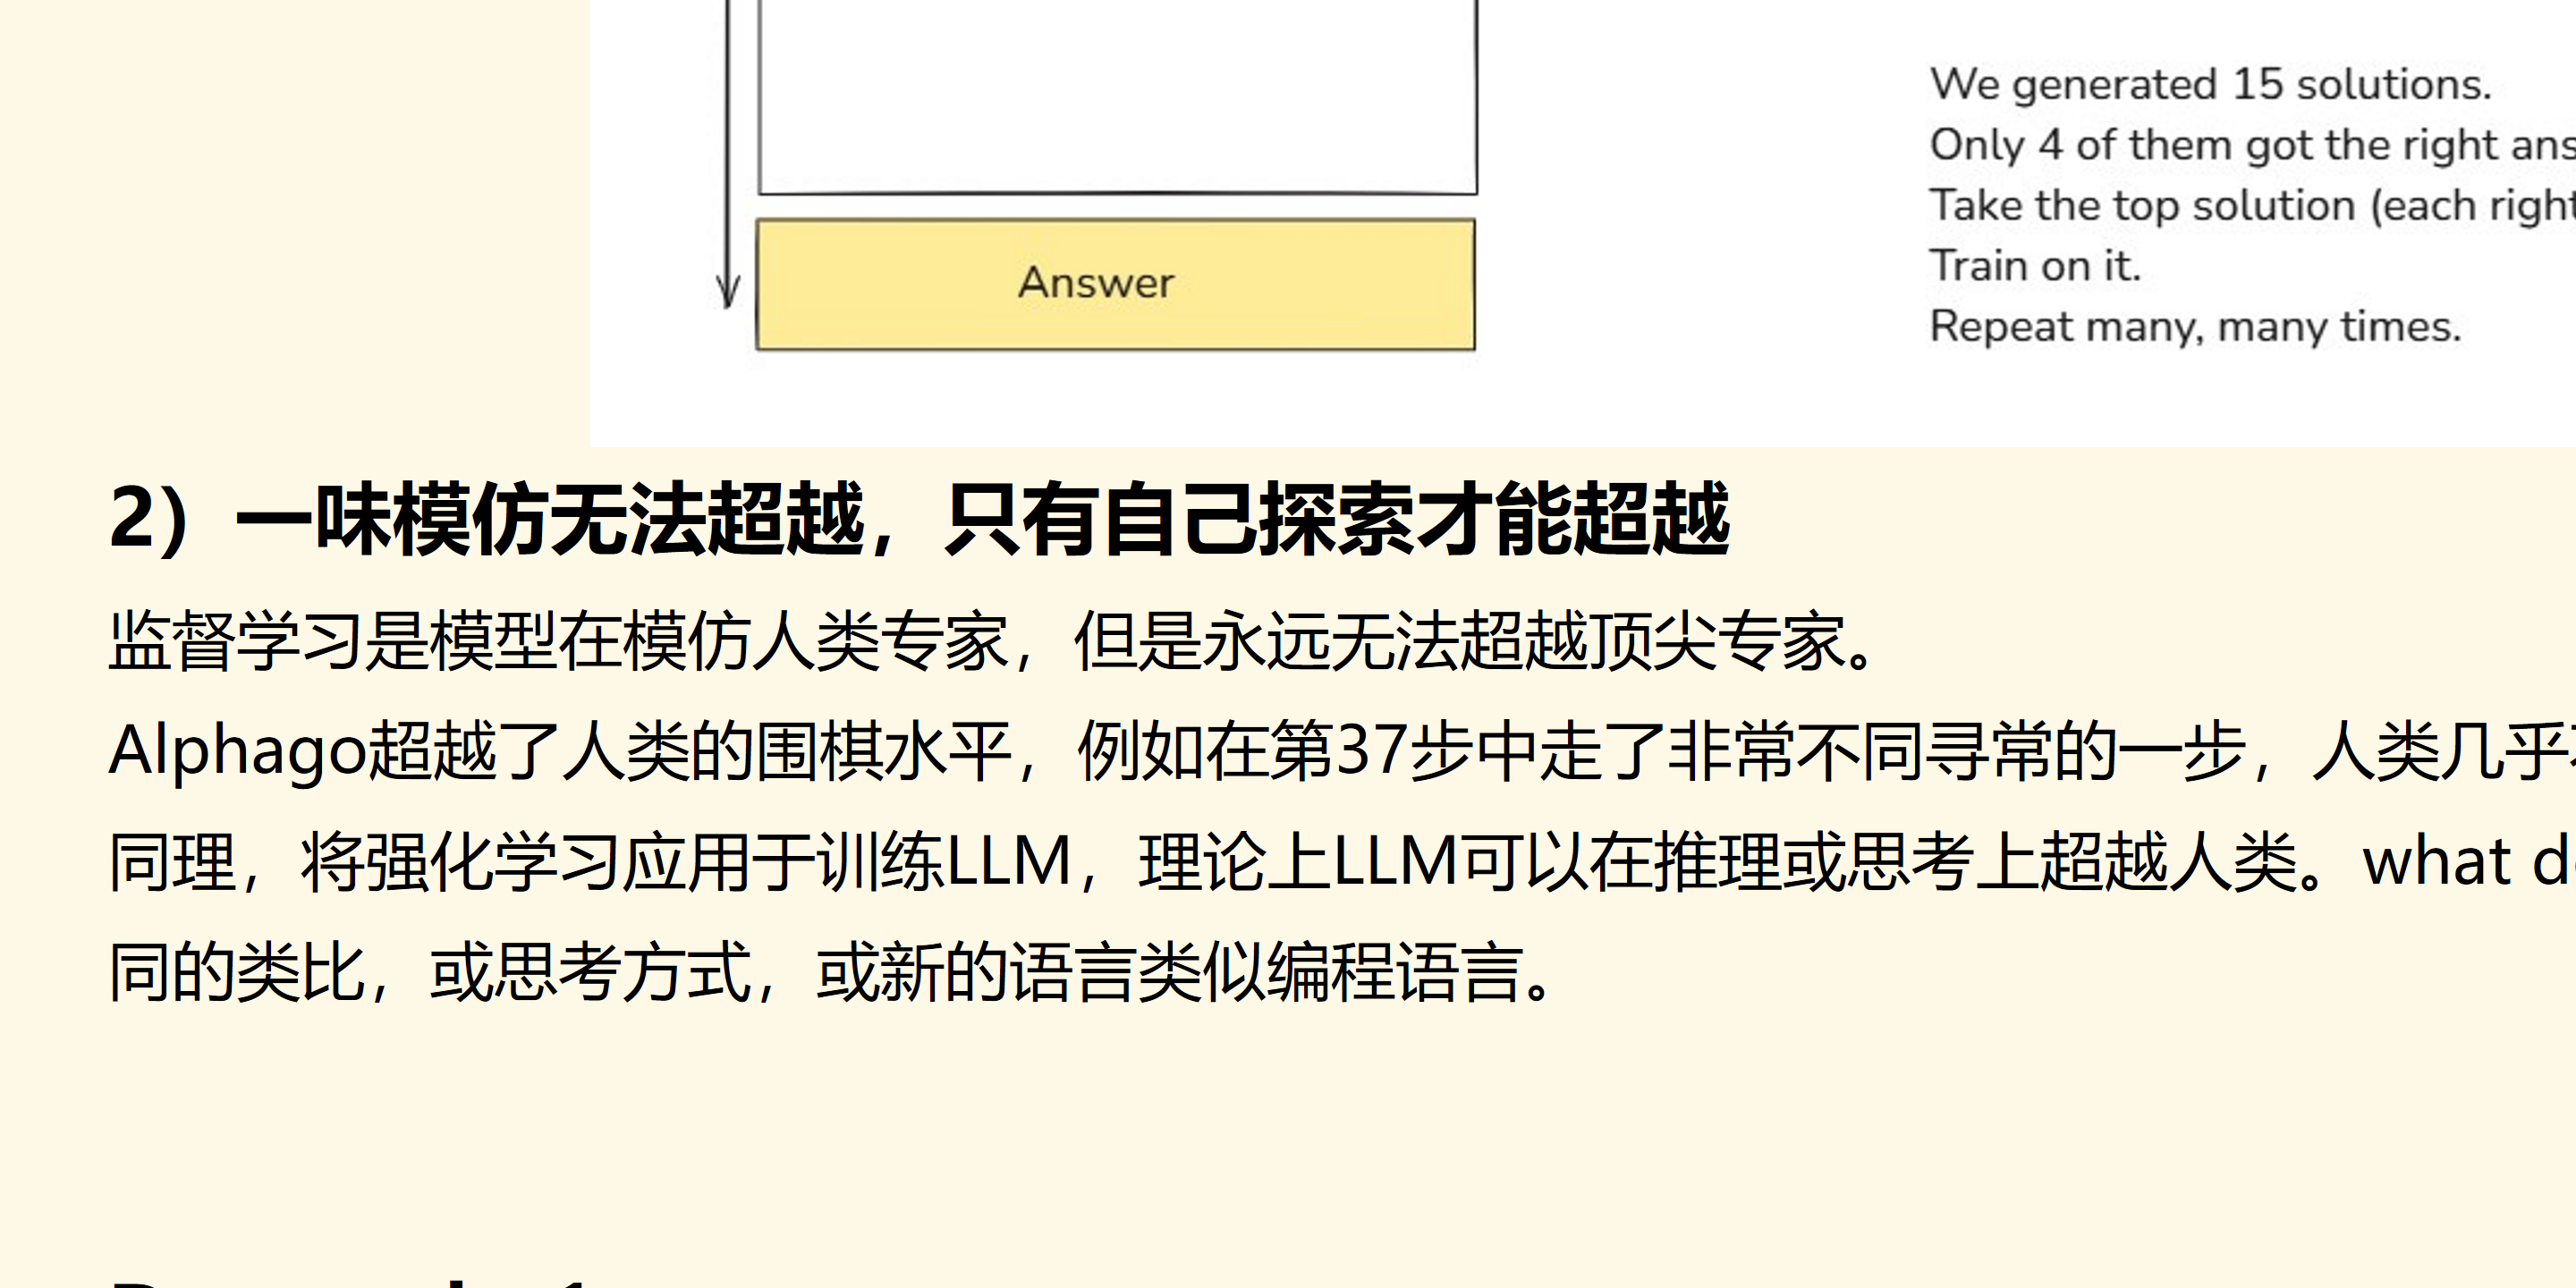 We generated 15 solutions.
Only 4 of them got the right
Take the top solution (each
Train on it.
Repeat many, many times.
Answer
2）一味模仿无法超越，只有自己探索才能超越
监督学习是模型在模仿人类专家，但是永远无法超越顶尖专家。
Alphago超越了人类的围棋水平，例如在第37步中走了非常不同寻常的一步，人类几乎
同理，将强化学习应用于训练LLM，理论上LLM可以在推理或思考上超越人类。what
同的类比，或思考方式，或新的语言类似编程语言。